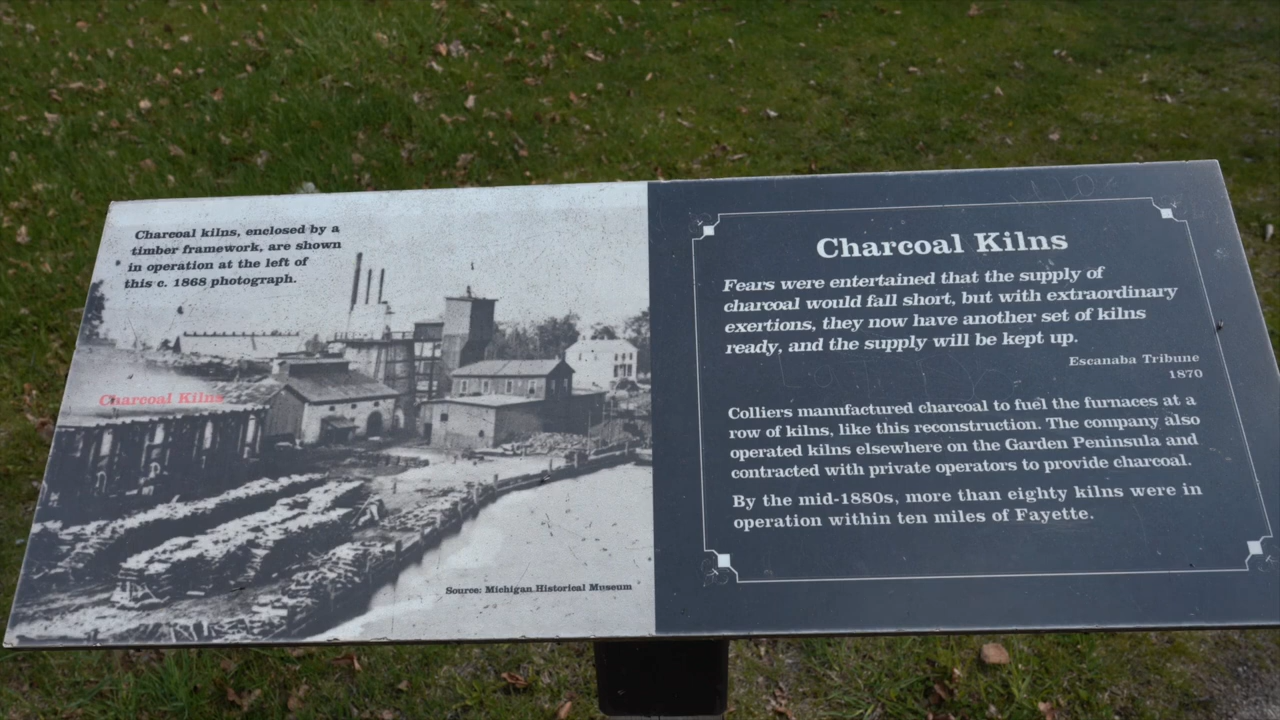 Charcoal kilns, enclosed by a
timber framework, are shown
in operation at the left of
this c. 1868 photograph.
Charcoal Kilns
Source: Michigan Historical Museum
Charcoal Kilns
Fears were entertained that the supply of
charcoal would fall short, but with extraordinary
exertions, they now have another set of kilns
ready, and the supply will be kept up.
Escanaba Tribune
1870
Colliers manufactured charcoal to fuel the furnaces at a
row of kilns, like this reconstruction. The company also
operated kilns elsewhere on the Garden Peninsula and
contracted with private operators to provide charcoal.
By the mid-1880s, more than eighty kilns were in
operation within ten miles of Fayette.